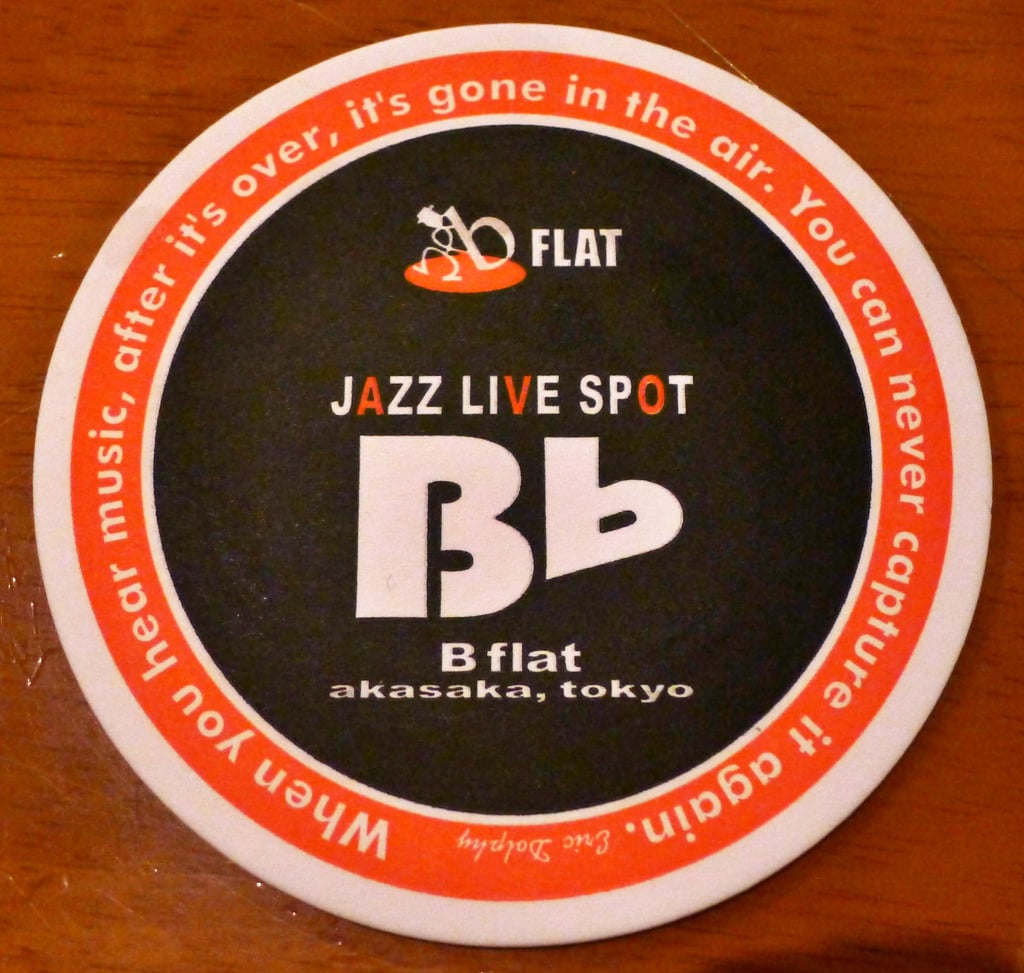 When you hear music, after it's over, it's gone in the air. You can never capture it again.
Eric Dolphy
b FLAT
JAZZ LIVE SPOT
Bb
B flat
akasaka, tokyo